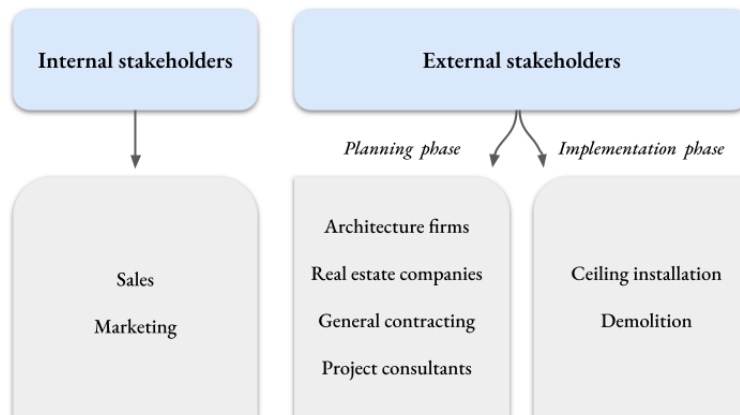 Internal stakeholders
External stakeholders
Planning phase
Implementation phase
Sales
Marketing
Architecture firms
Real estate companies
General contracting
Project consultants
Ceiling installation
Demolition